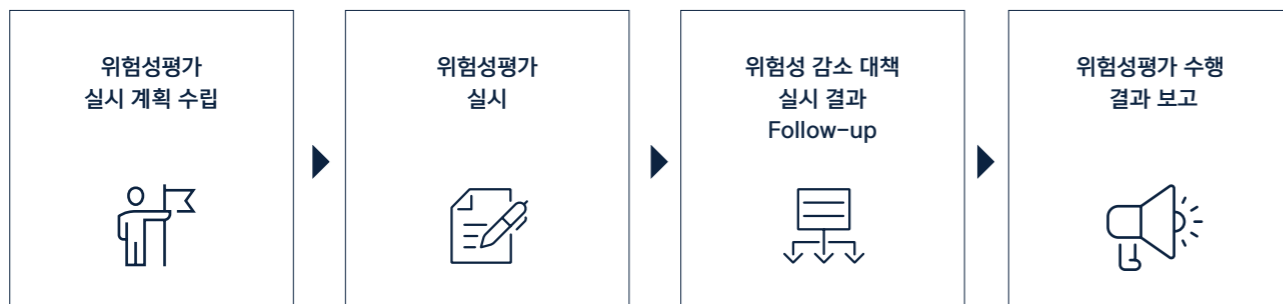 위험성평가
실시 계획 수립
위험성평가
실시
위험성 감소 대책
실시 결과
Follow-up
위험성평가 수행
결과 보고